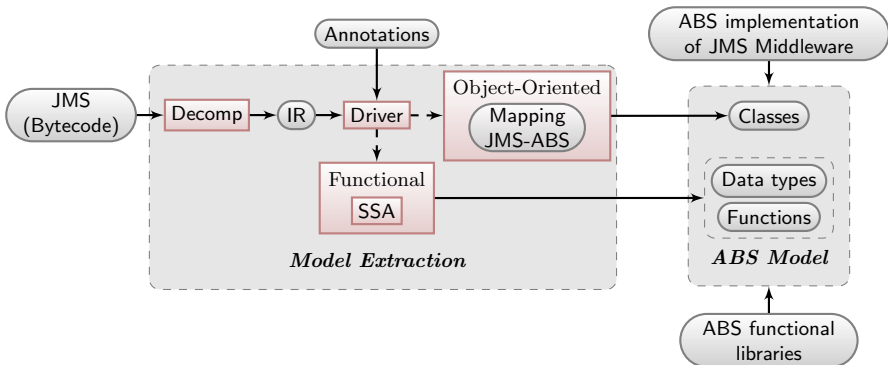 Annotations
ABS implementation
of JMS Middleware
JMS
(Bytecode)
Decomp
IR
Driver
Object-Oriented
Mapping
JMS-ABS
Classes
Functional
SSA
Data types
Functions
Model Extraction
ABS Model
ABS functional
libraries